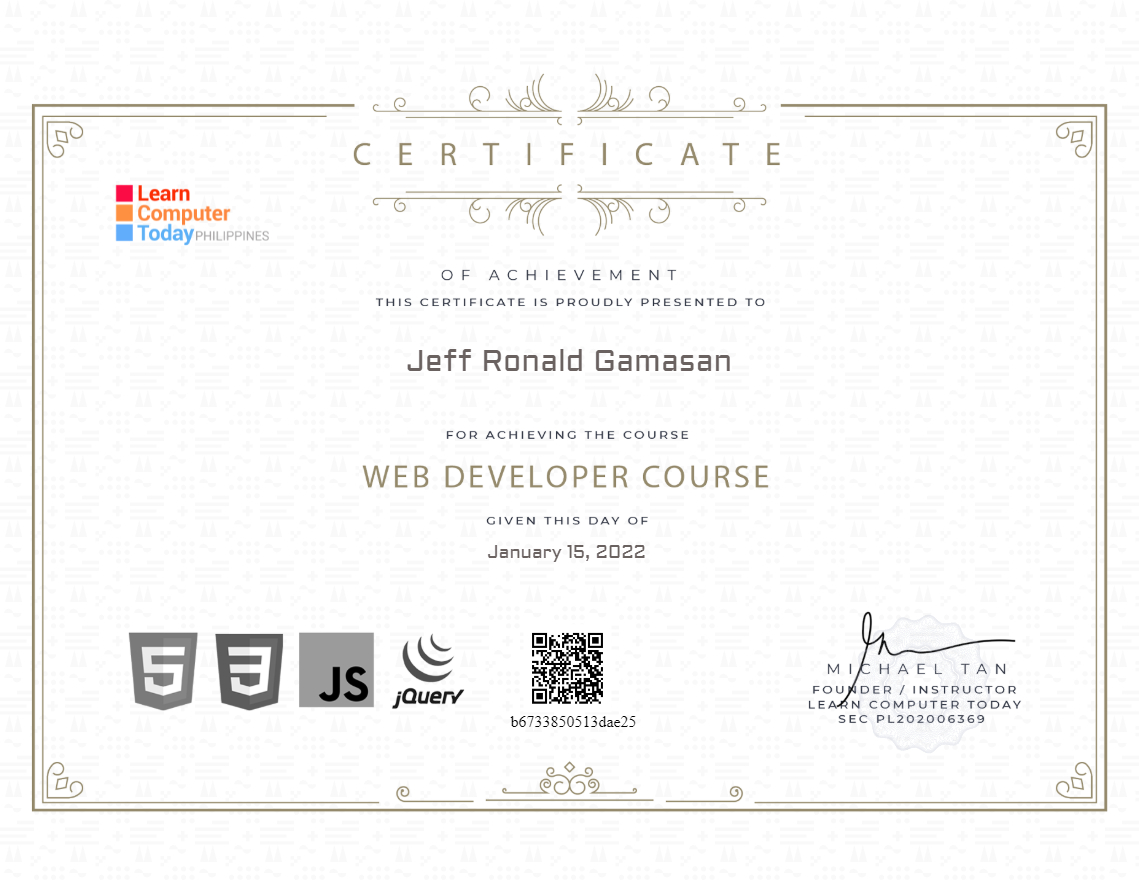 CERTIFICATE
Learn
Computer
Today PHILIPPINES
OF ACHIEVEMENT
THIS CERTIFICATE IS PROUDLY PRESENTED TO
Jeff Ronald Gamasan
FOR ACHIEVING THE COURSE
WEB DEVELOPER COURSE
GIVEN THIS DAY OF
January 15, 2022
5
3
JS
jQuery
b6733850513dae25
MICHAEL TAN
FOUNDER / INSTRUCTOR
LEARN COMPUTER TODAY
SEC PL202006369